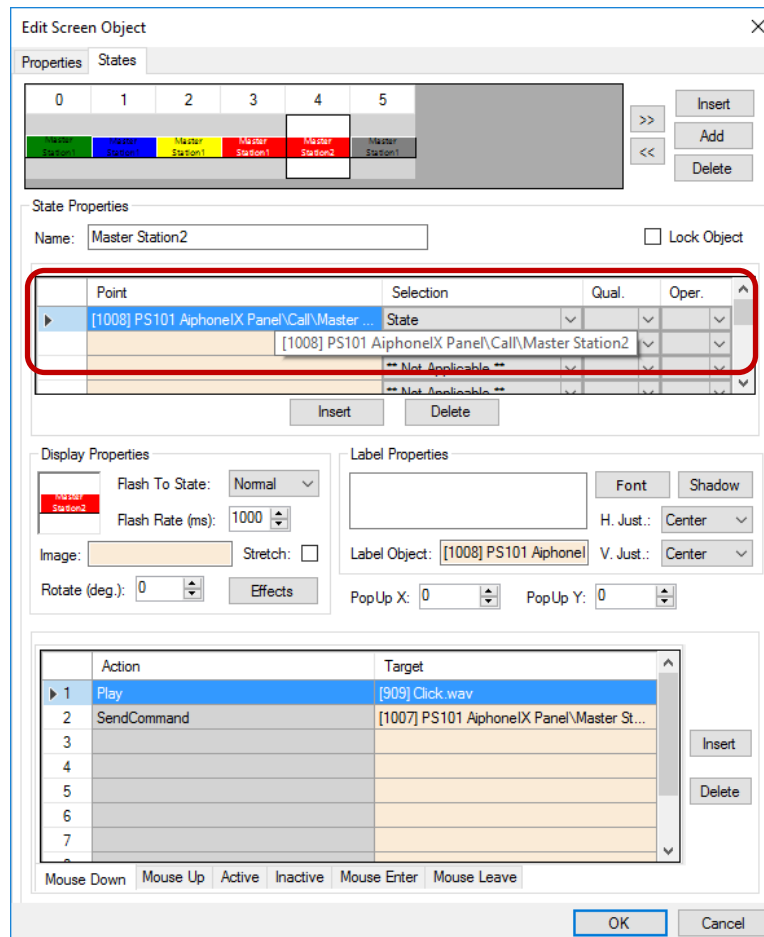 Edit Screen Object
Properties States
0 1 2 3 4 5
Master Station1 Master Station1 Master Station1 Master Station1 Master Station2 Master Station1
>> Insert
Add
<<
Delete
State Properties
Name: Master Station2 Lock Object
Point Selection Qual. Oper.
[1008] PS101 AiphoneIX Panel\Call\Master ... State
[1008] PS101 AiphoneIX Panel\Call\Master Station2
** Not Applicable **
** Not Applicable **
Insert Delete
Display Properties Label Properties
Master Station2
Flash To State: Normal Font Shadow
Flash Rate (ms): 1000 H. Just.: Center
Image: Stretch: Label Object: [1008] PS101 Aiphonel V. Just.: Center
Rotate (deg.): 0 Effects PopUp X: 0 PopUp Y: 0
Action Target
1 Play [909] Click.wav
2 SendCommand [1007] PS101 AiphoneIX Panel\Master St...
3 Insert
4
5 Delete
6
7
Mouse Down Mouse Up Active Inactive Mouse Enter Mouse Leave
OK Cancel